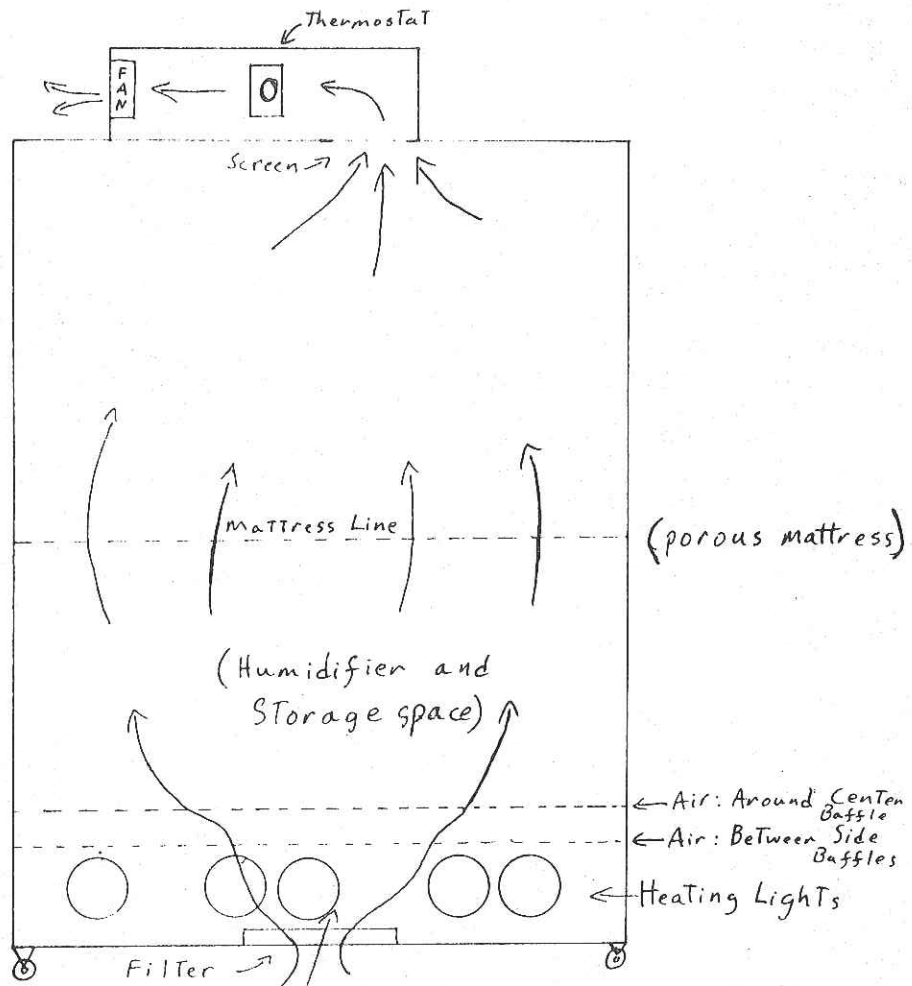 Thermostat
FAN
Screen
Mattress Line
(porous mattress)
(Humidifier and
Storage space)
Air: Around Center
Baffle
Air: Between Side
Baffles
Heating Lights
Filter